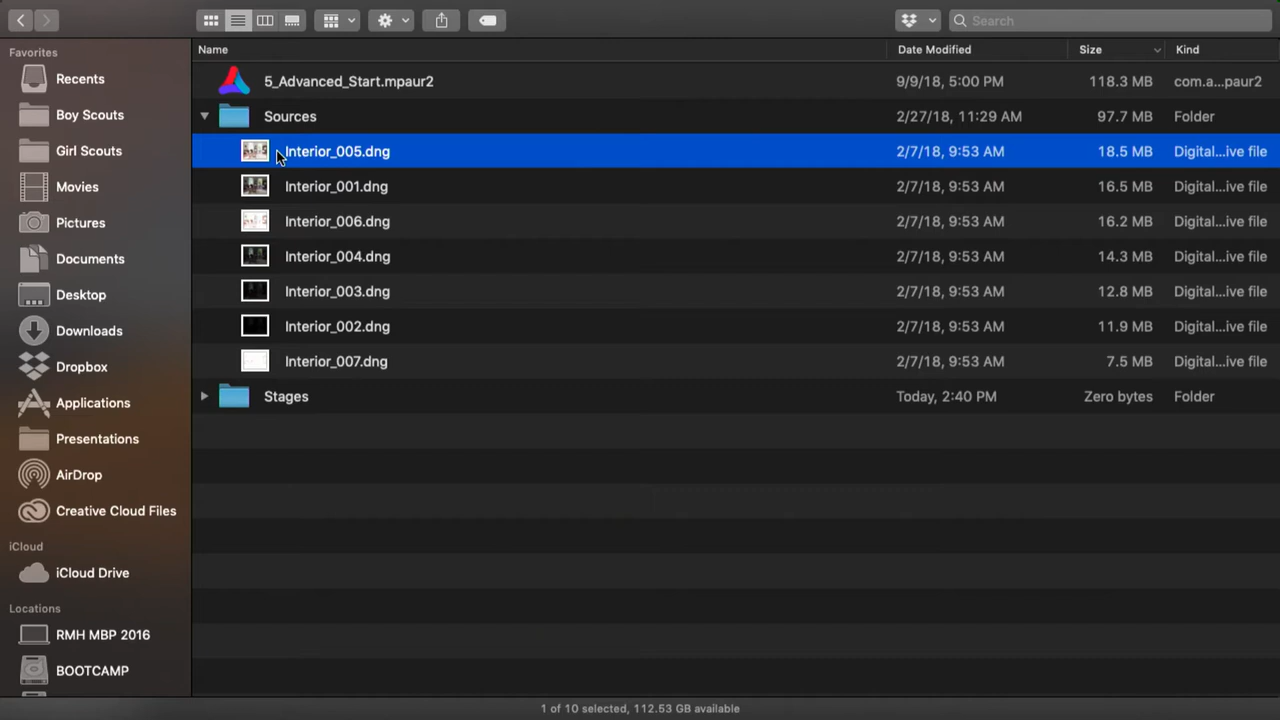 Search
Favorites
Recents
Boy Scouts
Girl Scouts
Movies
Pictures
Documents
Desktop
Downloads
Dropbox
Applications
Presentations
AirDrop
Creative Cloud Files
iCloud
iCloud Drive
Locations
RMH MBP 2016
BOOTCAMP
Name Date Modified Size Kind
5_Advanced_Start.mpaur2 9/9/18, 5:00 PM 118.3 MB com.a...paur2
Sources 2/27/18, 11:29 AM 97.7 MB Folder
Interior_005.dng 2/7/18, 9:53 AM 18.5 MB Digital...ive file
Interior_001.dng 2/7/18, 9:53 AM 16.5 MB Digital...ive file
Interior_006.dng 2/7/18, 9:53 AM 16.2 MB Digital...ive file
Interior_004.dng 2/7/18, 9:53 AM 14.3 MB Digital...ive file
Interior_003.dng 2/7/18, 9:53 AM 12.8 MB Digital...ive file
Interior_002.dng 2/7/18, 9:53 AM 11.9 MB Digital...ive file
Interior_007.dng 2/7/18, 9:53 AM 7.5 MB Digital...ive file
Stages Today, 2:40 PM Zero bytes Folder
1 of 10 selected, 112.53 GB available